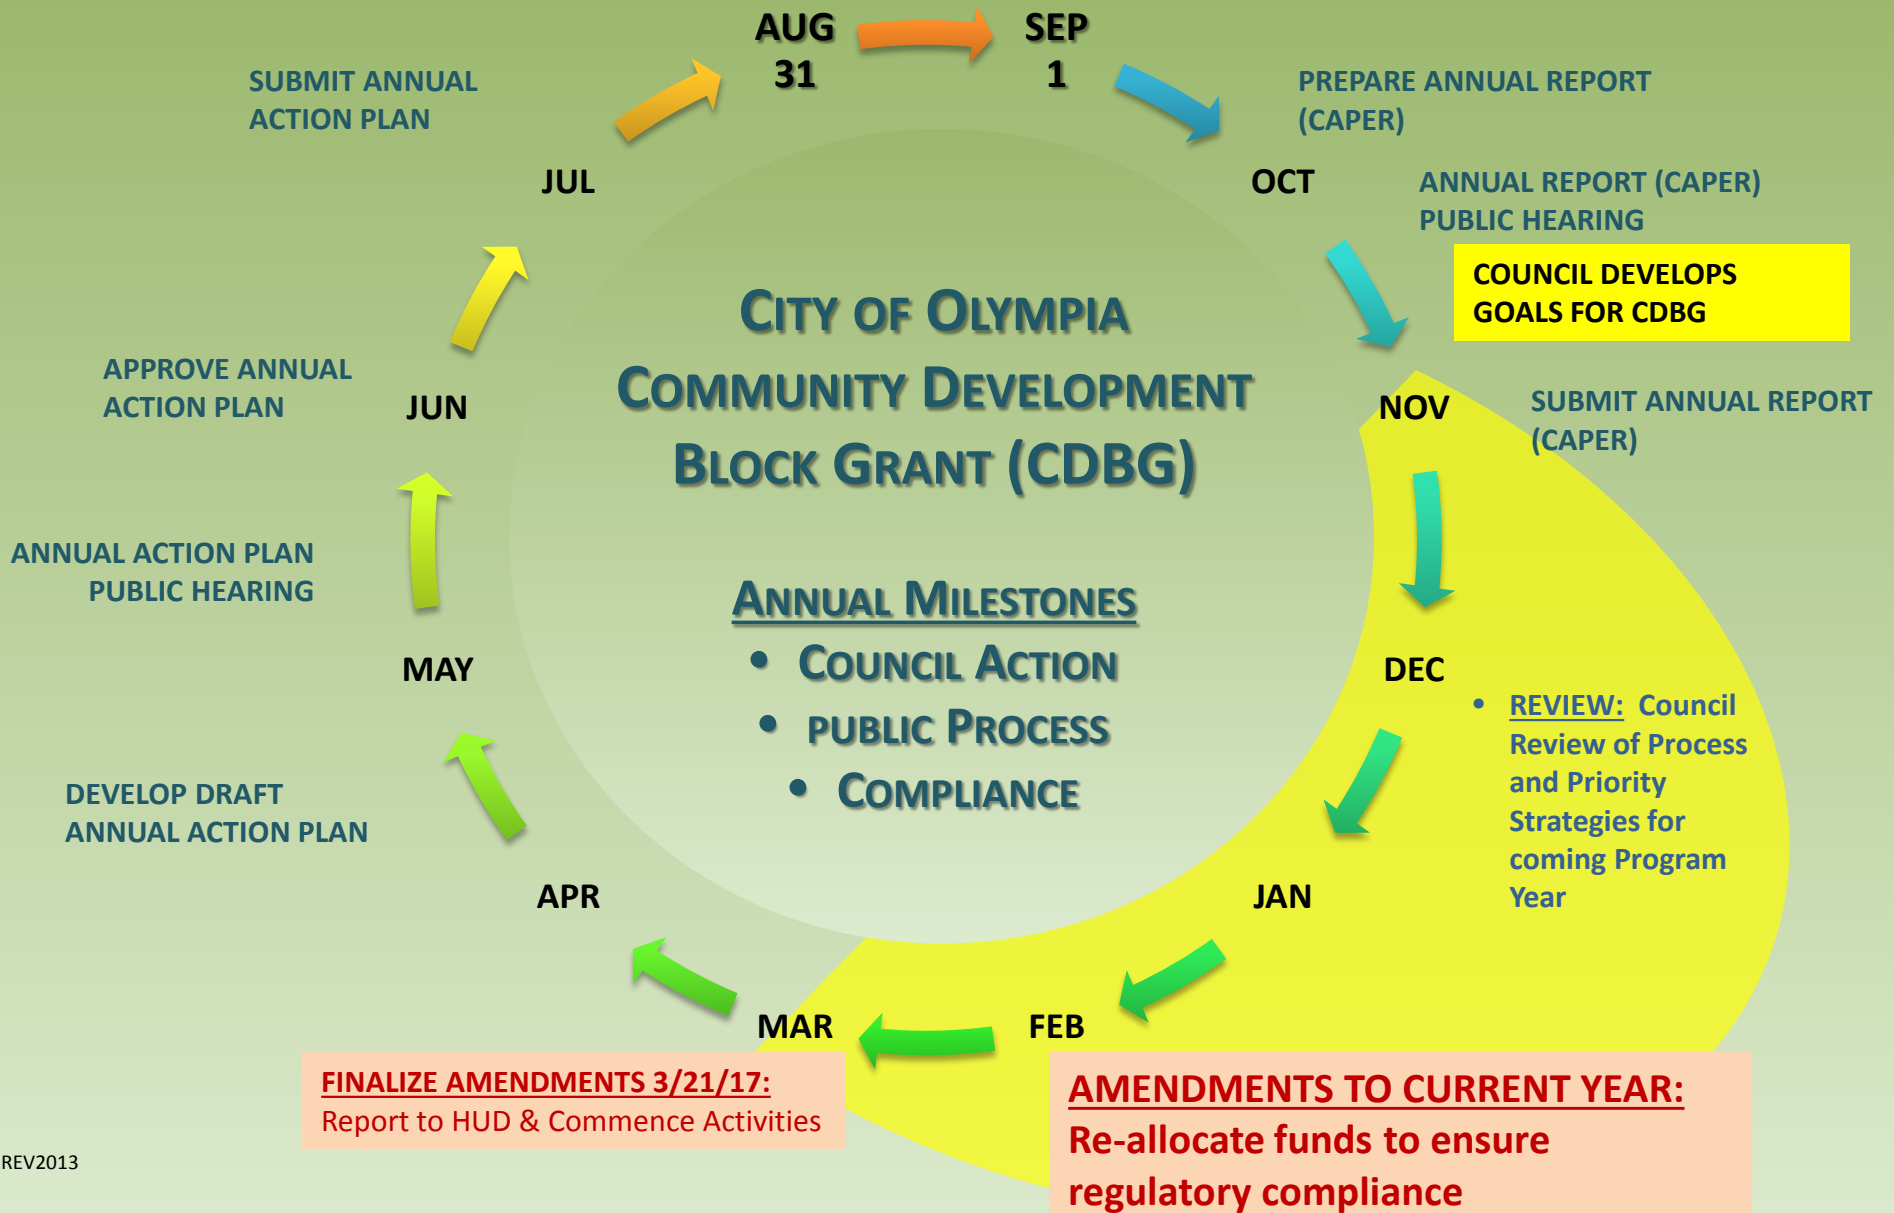 AUG
31
SEP
1
PREPARE ANNUAL REPORT
(CAPER)
OCT
ANNUAL REPORT (CAPER)
PUBLIC HEARING
COUNCIL DEVELOPS
GOALS FOR CDBG
NOV
SUBMIT ANNUAL REPORT
(CAPER)
DEC
• REVIEW: Council
Review of Process
and Priority
Strategies for
coming Program
Year
JAN
FEB
AMENDMENTS TO CURRENT YEAR:
Re-allocate funds to ensure
regulatory compliance
MAR
FINALIZE AMENDMENTS 3/21/17:
Report to HUD & Commence Activities
APR
DEVELOP DRAFT
ANNUAL ACTION PLAN
MAY
ANNUAL ACTION PLAN
PUBLIC HEARING
JUN
APPROVE ANNUAL
ACTION PLAN
JUL
SUBMIT ANNUAL
ACTION PLAN
CITY OF OLYMPIA
COMMUNITY DEVELOPMENT
BLOCK GRANT (CDBG)
ANNUAL MILESTONES
• COUNCIL ACTION
• PUBLIC PROCESS
• COMPLIANCE
REV2013